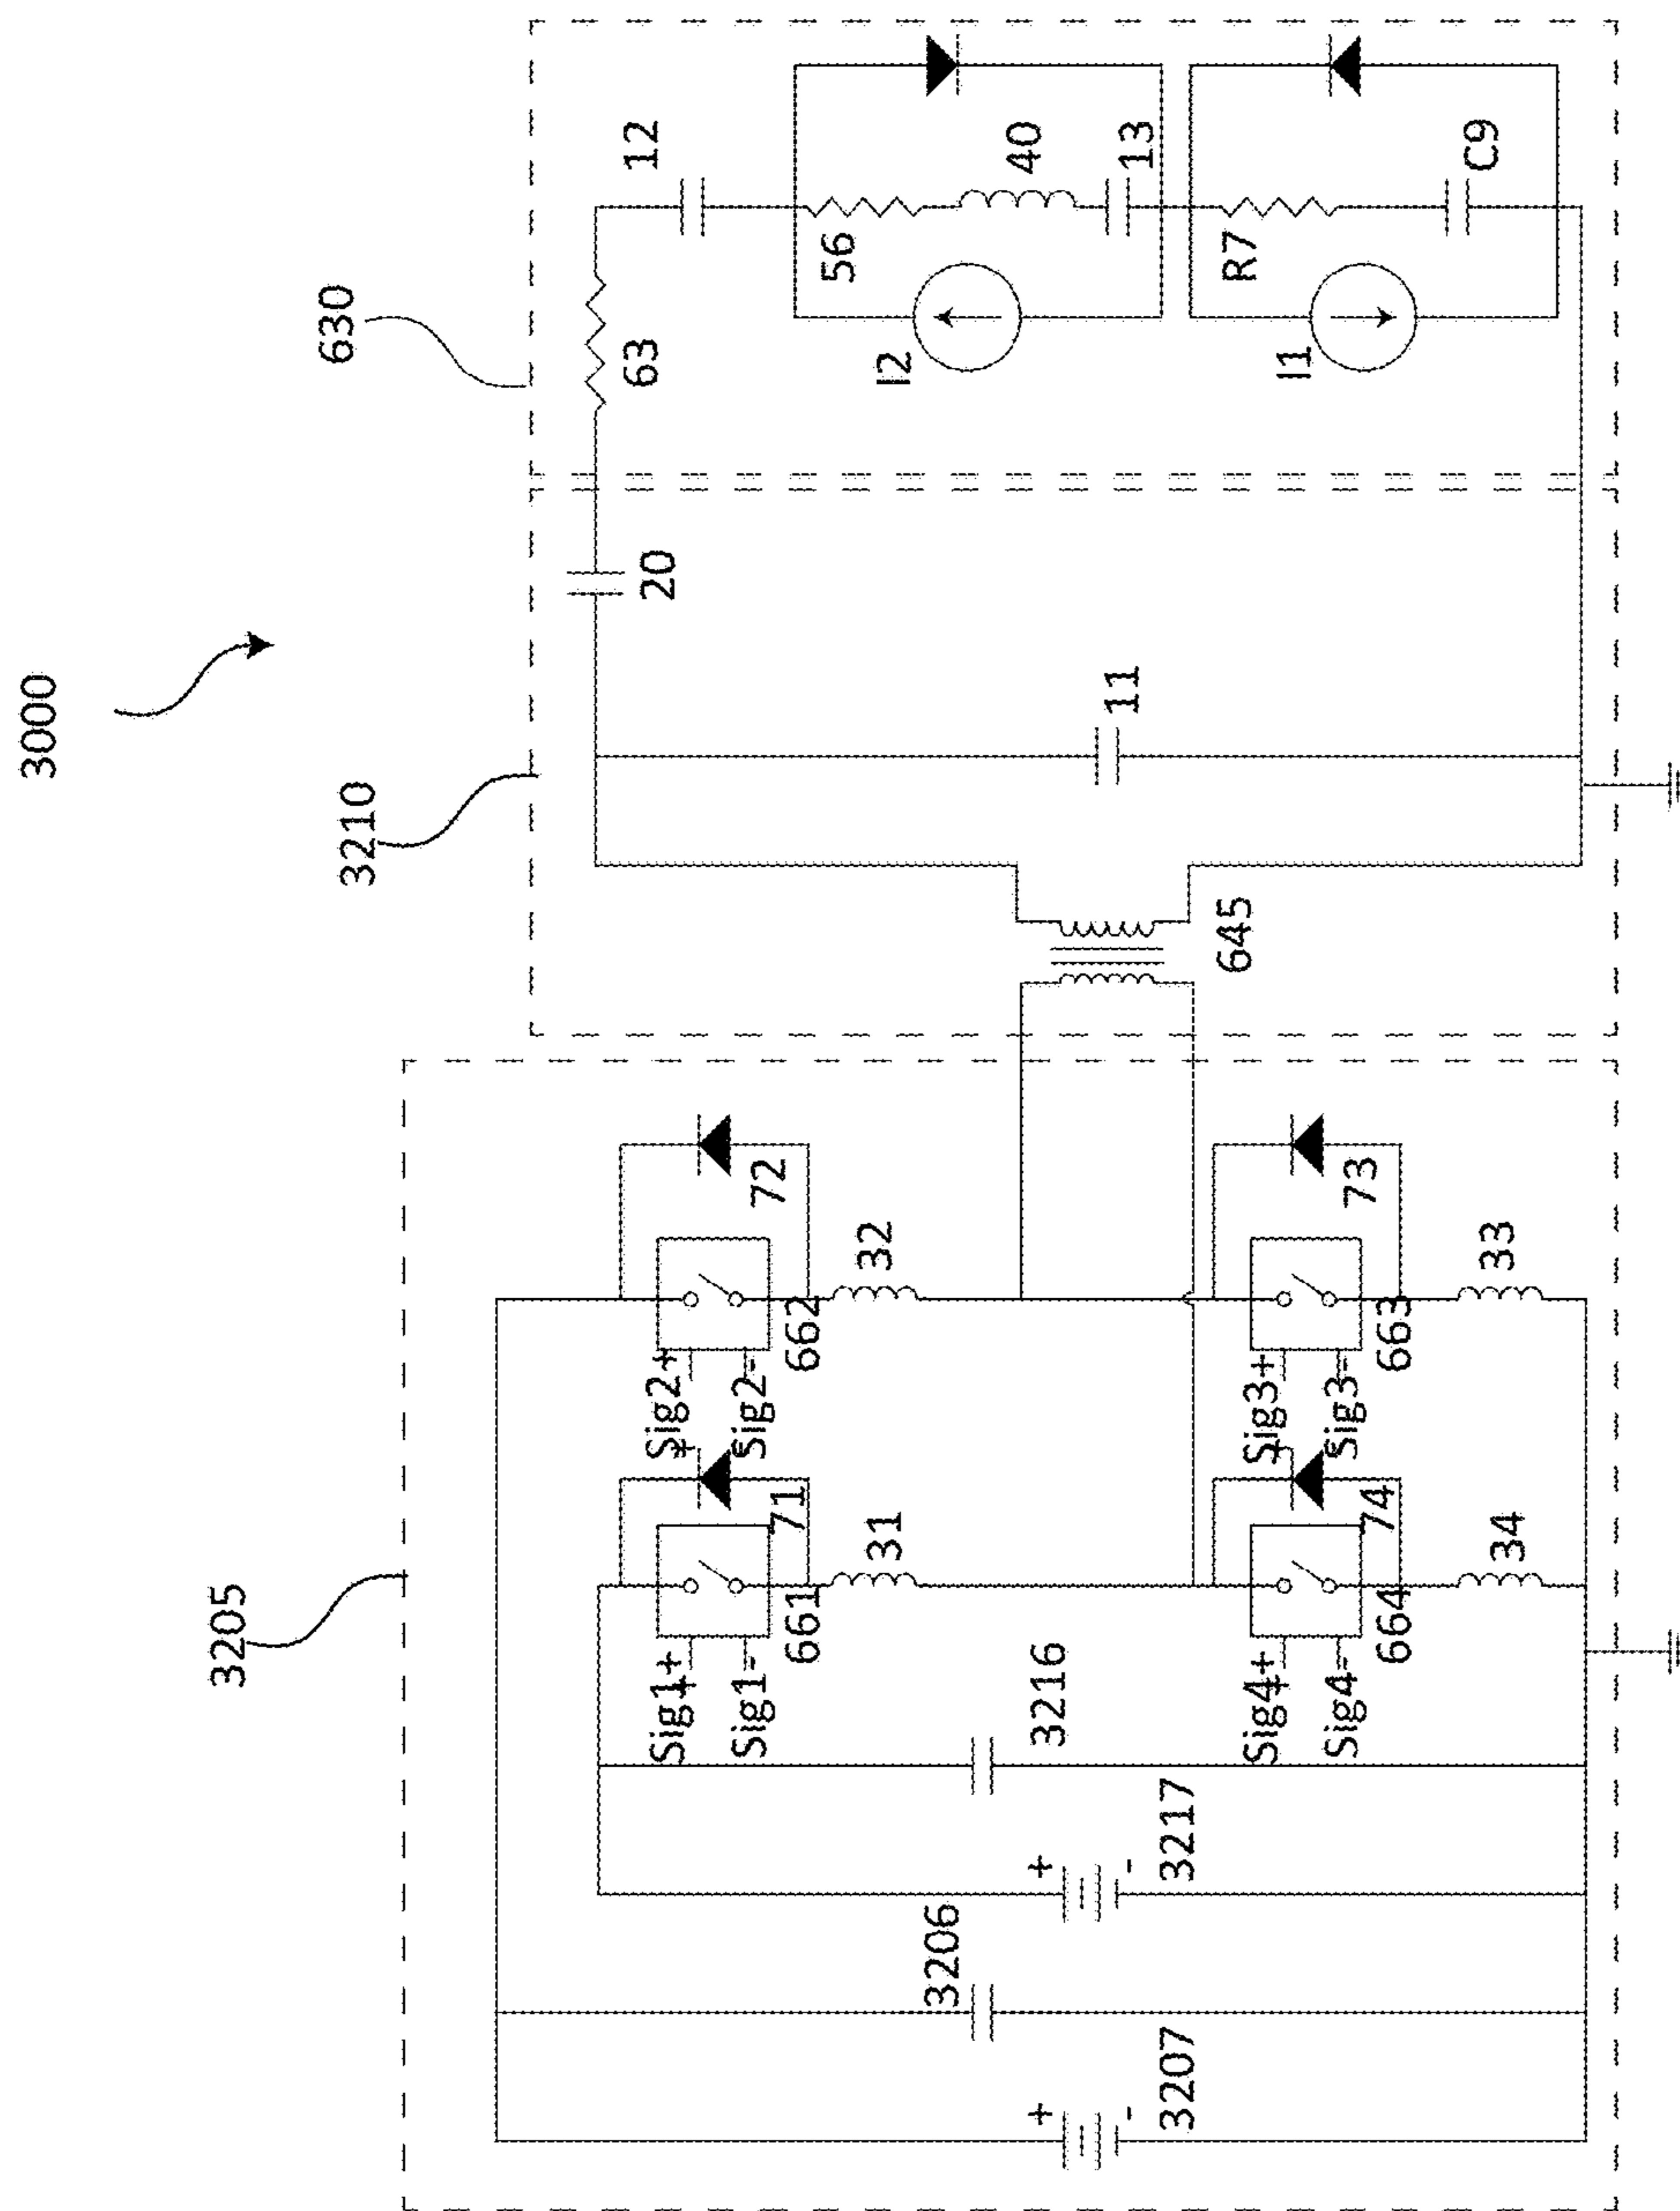 3000
3205
3210
630
Sig1+
Sig2+
20
63
12
Sig1-
71
Sig2-
72
661
662
56
31
32
I2
3206
40
3216
11
13
3207
3217
645
R7
Sig4+
Sig3+
I1
Sig4-
74
Sig3-
73
664
663
C9
34
33
+
-
+
-